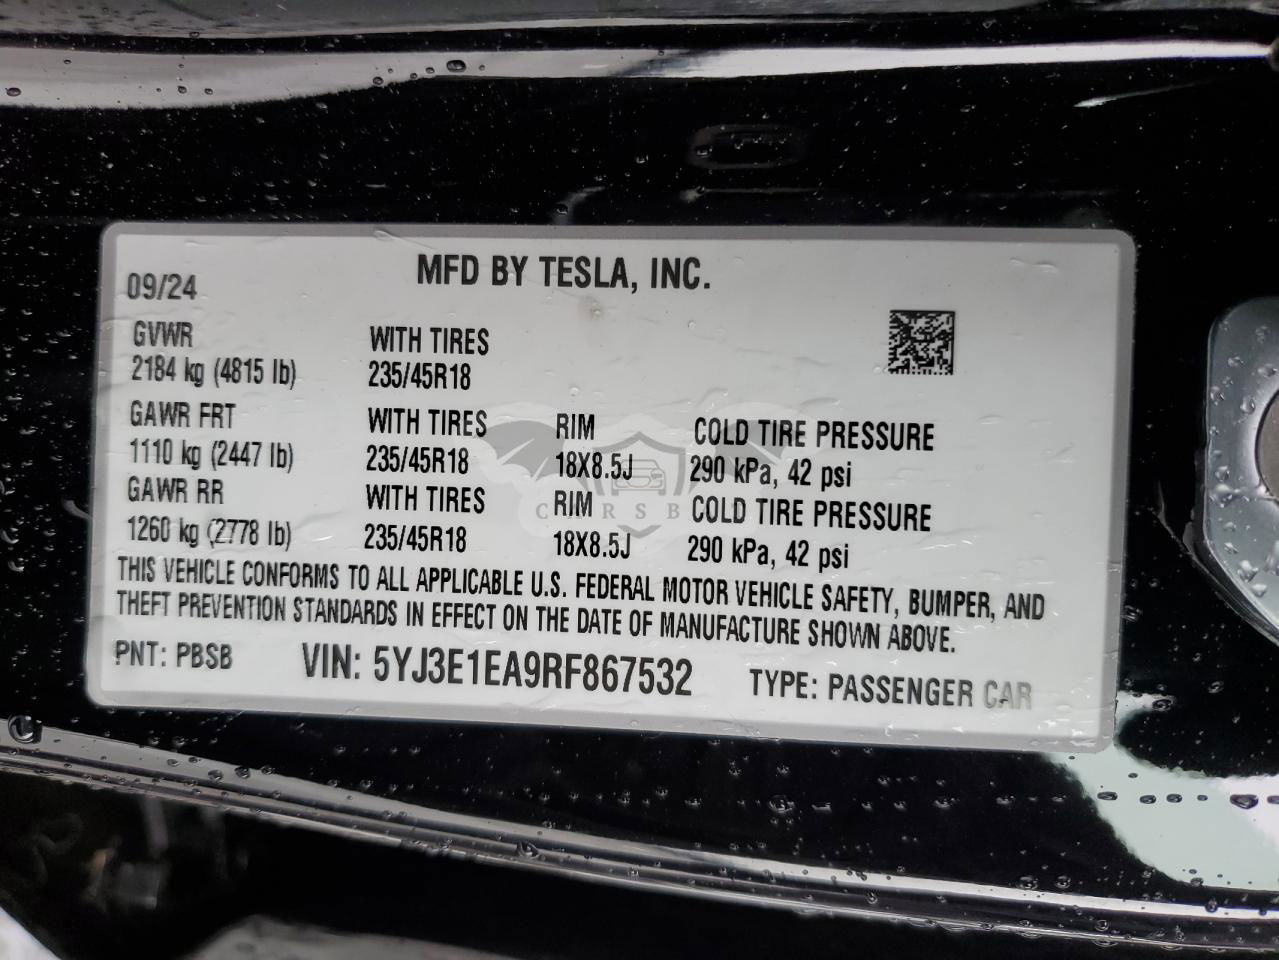 MFD BY TESLA, INC.
09/24
GVWR WITH TIRES
2184 kg (4815 lb) 235/45R18
GAWR FRT WITH TIRES RIM COLD TIRE PRESSURE
1110 kg (2447 lb) 235/45R18 18X8.5J 290 kPa, 42 psi
GAWR RR WITH TIRES RIM COLD TIRE PRESSURE
1260 kg (2778 lb) 235/45R18 18X8.5J 290 kPa, 42 psi
THIS VEHICLE CONFORMS TO ALL APPLICABLE U.S. FEDERAL MOTOR VEHICLE SAFETY, BUMPER, AND
THEFT PREVENTION STANDARDS IN EFFECT ON THE DATE OF MANUFACTURE SHOWN ABOVE.
PNT: PBSB VIN: 5YJ3E1EA9RF867532 TYPE: PASSENGER CAR